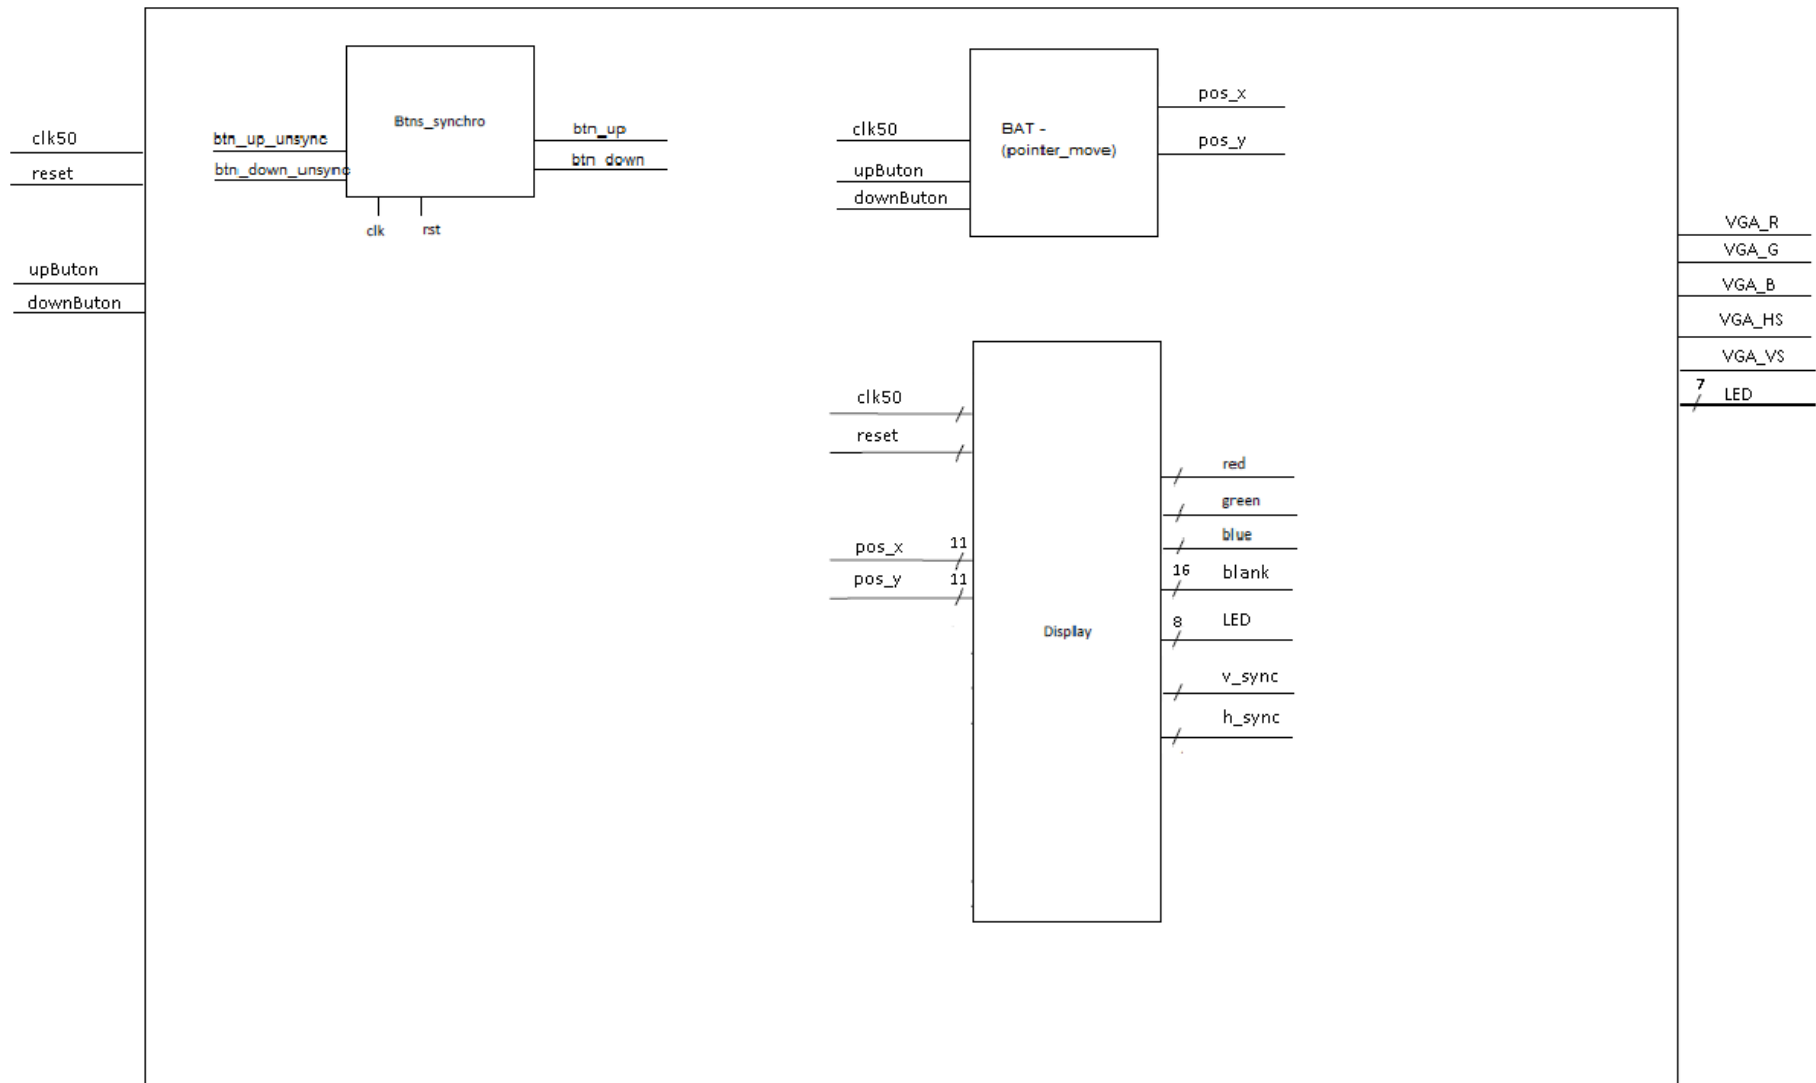 clk50
reset
upButon
downButon
Btns_synchro
btn_up_unsync
btn_down_unsync
btn_up
btn_down
clk
rst
BAT -
(pointer_move)
clk50
upButon
downButon
pos_x
pos_y
Display
clk50
reset
pos_x
11
pos_y
11
red
green
blue
16
blank
8
LED
v_sync
h_sync
VGA_R
VGA_G
VGA_B
VGA_HS
VGA_VS
7
LED